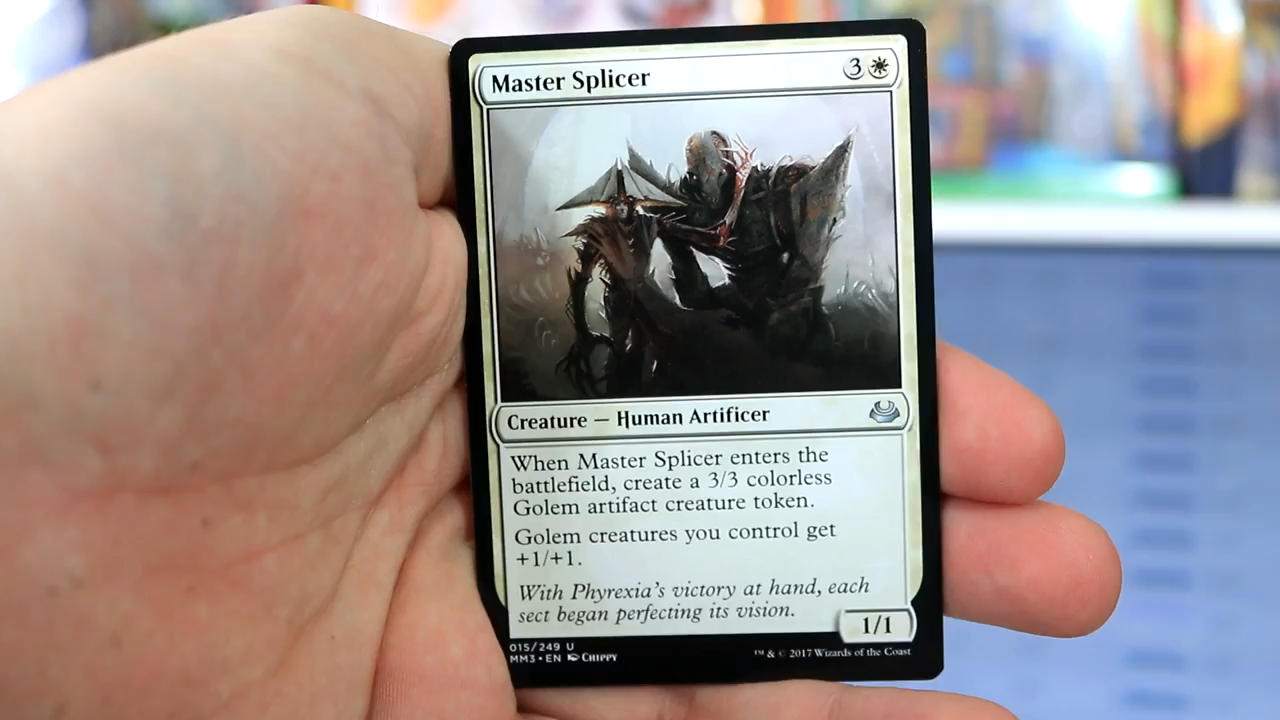 Master Splicer 3
Creature — Human Artificer
When Master Splicer enters the
battlefield, create a 3/3 colorless
Golem artifact creature token.
Golem creatures you control get
+1/+1.
With Phyrexia's victory at hand, each
sect began perfecting its vision.
1/1
015/249 U
MM3 • EN Chippy
™ & © 2017 Wizards of the Coast